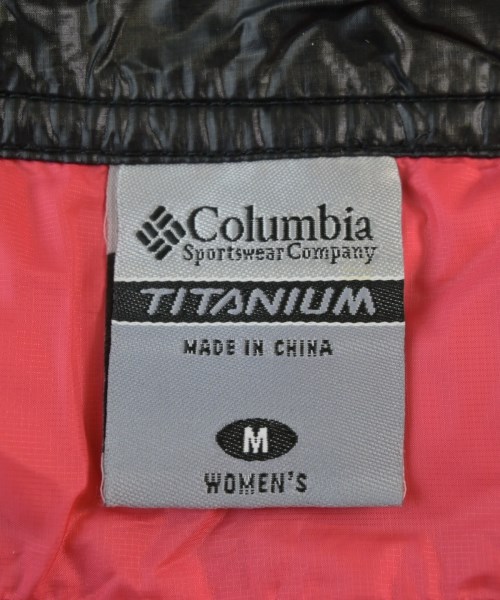 Columbia
Sportswear Company
TITANIUM
MADE IN CHINA
M
WOMEN'S